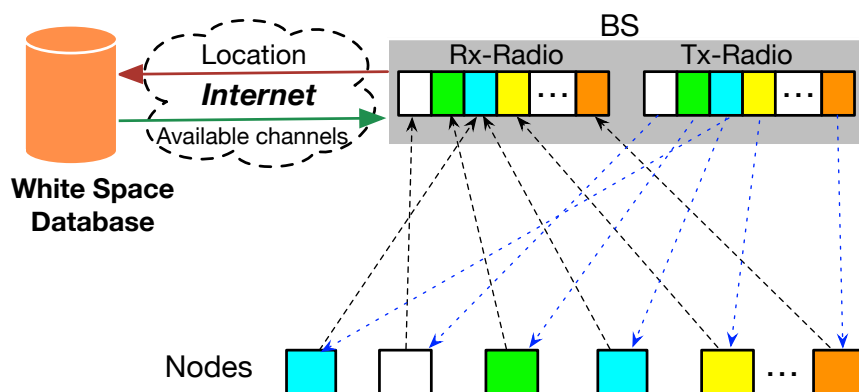 BS
Location
Rx-Radio
Tx-Radio
...
...
Internet
Available channels
White Space
Database
Nodes
...